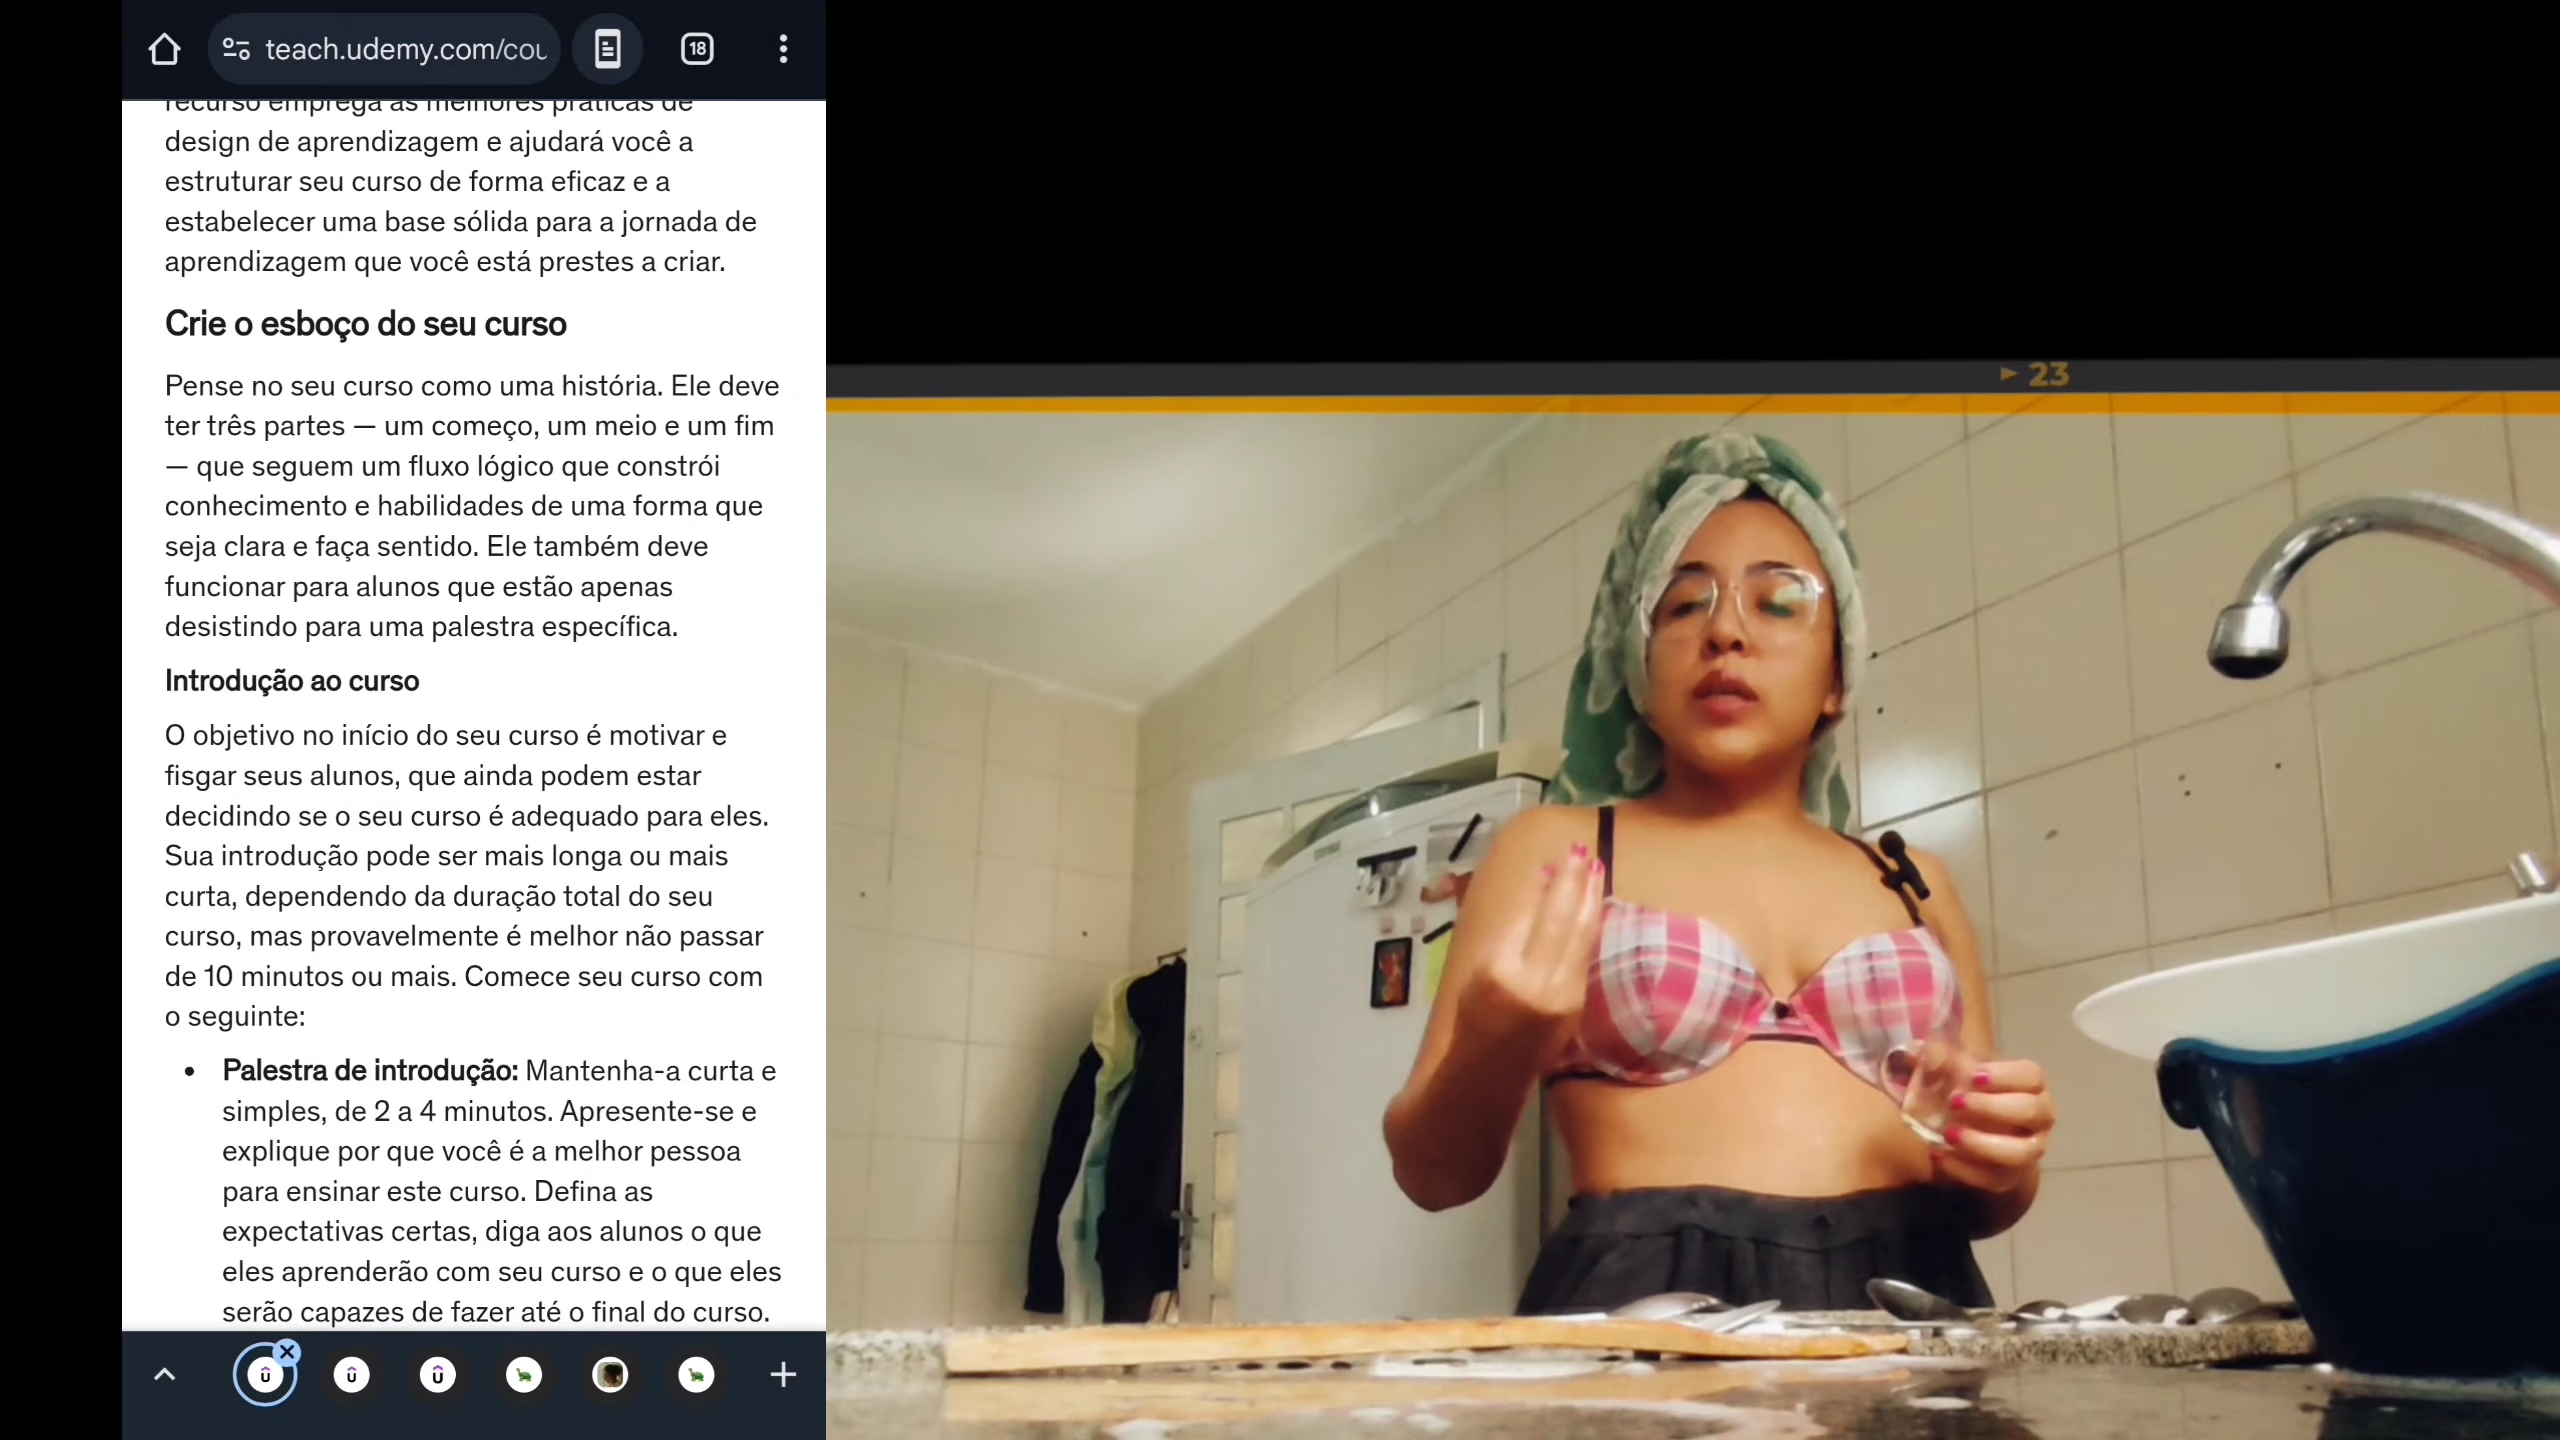 teach.udemy.com/cou
18
recurso emprega as melhores práticas de
design de aprendizagem e ajudará você a
estruturar seu curso de forma eficaz e a
estabelecer uma base sólida para a jornada de
aprendizagem que você está prestes a criar.
Crie o esboço do seu curso
Pense no seu curso como uma história. Ele deve
ter três partes — um começo, um meio e um fim
— que seguem um fluxo lógico que constrói
conhecimento e habilidades de uma forma que
seja clara e faça sentido. Ele também deve
funcionar para alunos que estão apenas
desistindo para uma palestra específica.
Introdução ao curso
O objetivo no início do seu curso é motivar e
fisgar seus alunos, que ainda podem estar
decidindo se o seu curso é adequado para eles.
Sua introdução pode ser mais longa ou mais
curta, dependendo da duração total do seu
curso, mas provavelmente é melhor não passar
de 10 minutos ou mais. Comece seu curso com
o seguinte:
• Palestra de introdução: Mantenha-a curta e
simples, de 2 a 4 minutos. Apresente-se e
explique por que você é a melhor pessoa
para ensinar este curso. Defina as
expectativas certas, diga aos alunos o que
eles aprenderão com seu curso e o que eles
serão capazes de fazer até o final do curso.
23